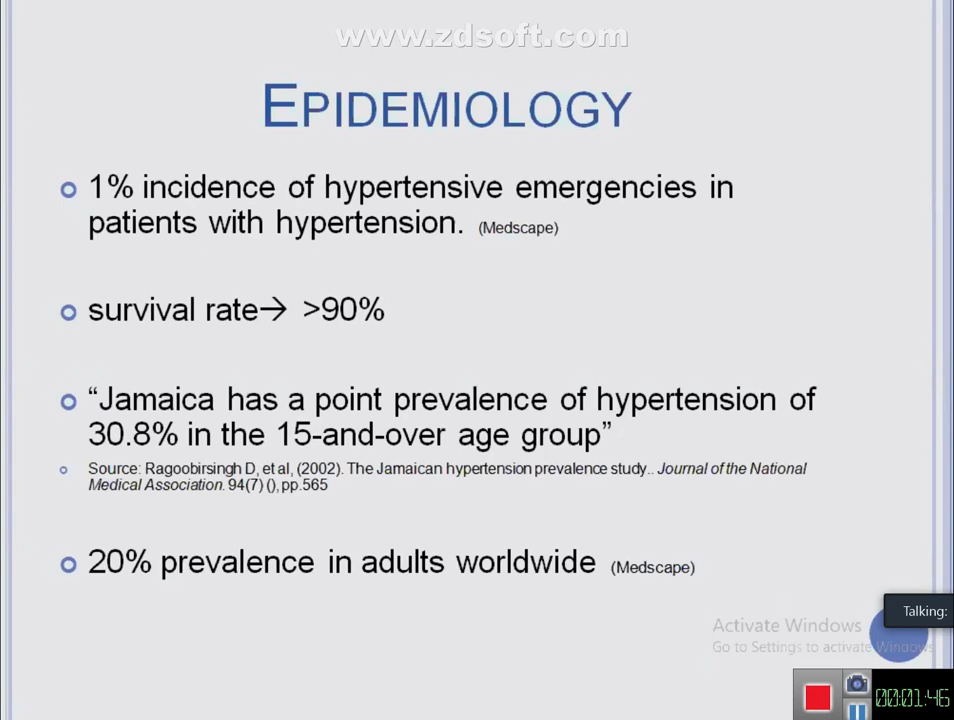 www.zdsoft.com
EPIDEMIOLOGY
1% incidence of hypertensive emergencies in
patients with hypertension. (Medscape)
survival rate→ >90%
“Jamaica has a point prevalence of hypertension of
30.8% in the 15-and-over age group”
Source: Ragoobirsingh D, et al, (2002). The Jamaican hypertension prevalence study.. Journal of the National
Medical Association. 94(7) (), pp.565
20% prevalence in adults worldwide (Medscape)
Talking:
Activate Windows
Go to Settings to activate Windows.
00:01:46